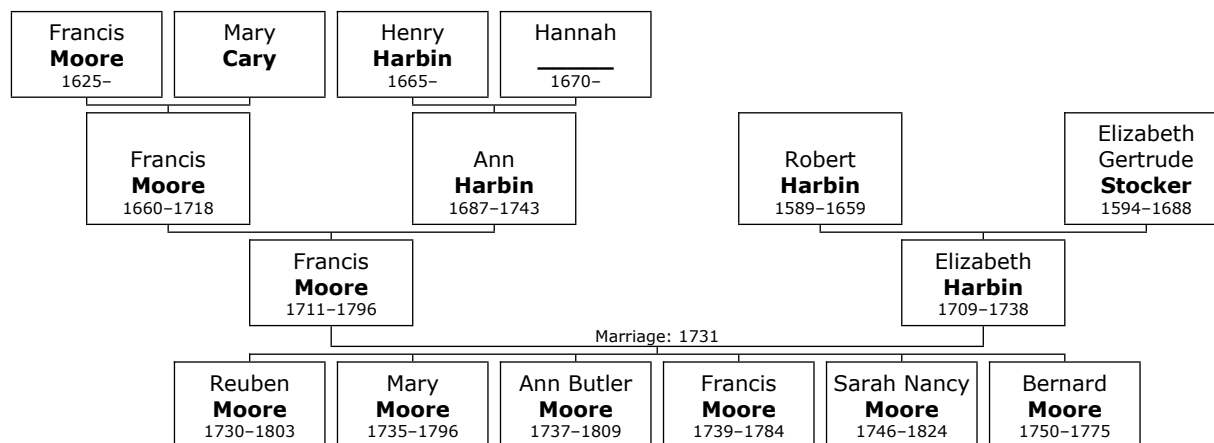 Francis
Moore
1625–
Mary
Cary
Henry
Harbin
1665–
Hannah
______
1670–
Francis
Moore
1660–1718
Ann
Harbin
1687–1743
Robert
Harbin
1589–1659
Elizabeth
Gertrude
Stocker
1594–1688
Francis
Moore
1711–1796
Elizabeth
Harbin
1709–1738
Marriage: 1731
Reuben
Moore
1730–1803
Mary
Moore
1735–1796
Ann Butler
Moore
1737–1809
Francis
Moore
1739–1784
Sarah Nancy
Moore
1746–1824
Bernard
Moore
1750–1775